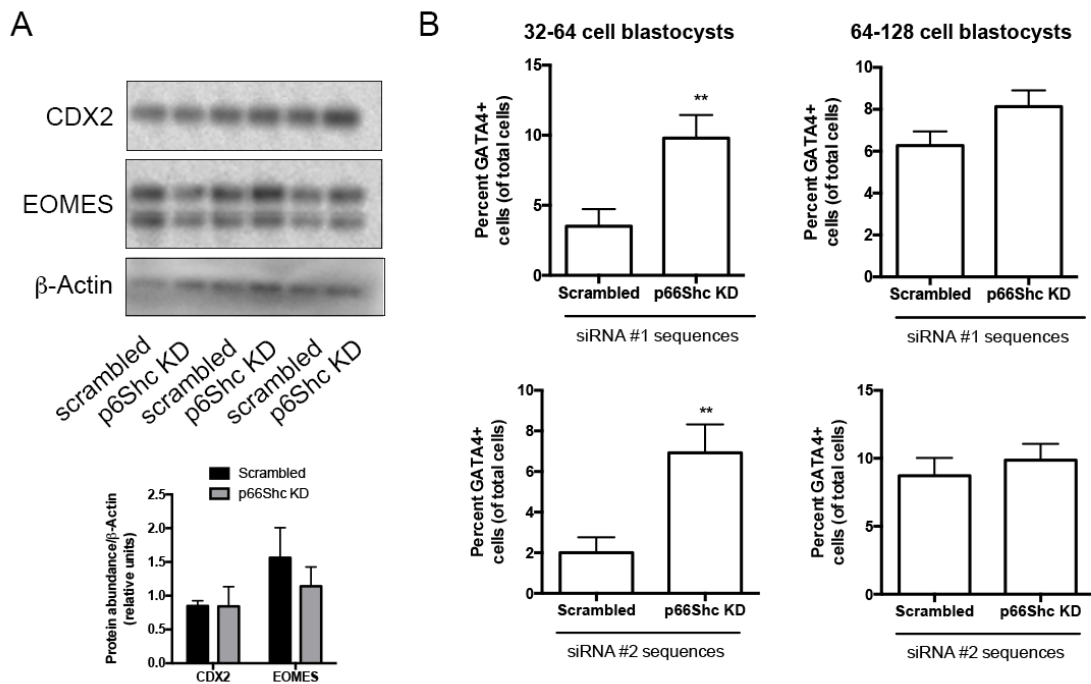 A
CDX2
EOMES
β-Actin
scrambled
p6Shc KD
scrambled
p6Shc KD
scrambled
p6Shc KD
Scrambled
p66Shc KD
Protein abundance/β-Actin
(relative units)
2.5
2.0
1.5
1.0
0.5
0.0
CDX2 EOMES
B
32-64 cell blastocysts
Percent GATA4+
cells (of total cells)
15
10
5
0
**
Scrambled p66Shc KD
siRNA #1 sequences
64-128 cell blastocysts
Percent GATA4+
cells (of total cells)
10
8
6
4
2
0
Scrambled p66Shc KD
siRNA #1 sequences
Percent GATA4+
cells (of total cells)
10
8
6
4
2
0
**
Scrambled p66Shc KD
siRNA #2 sequences
Percent GATA4+
cells (of total cells)
15
10
5
0
Scrambled p66Shc KD
siRNA #2 sequences